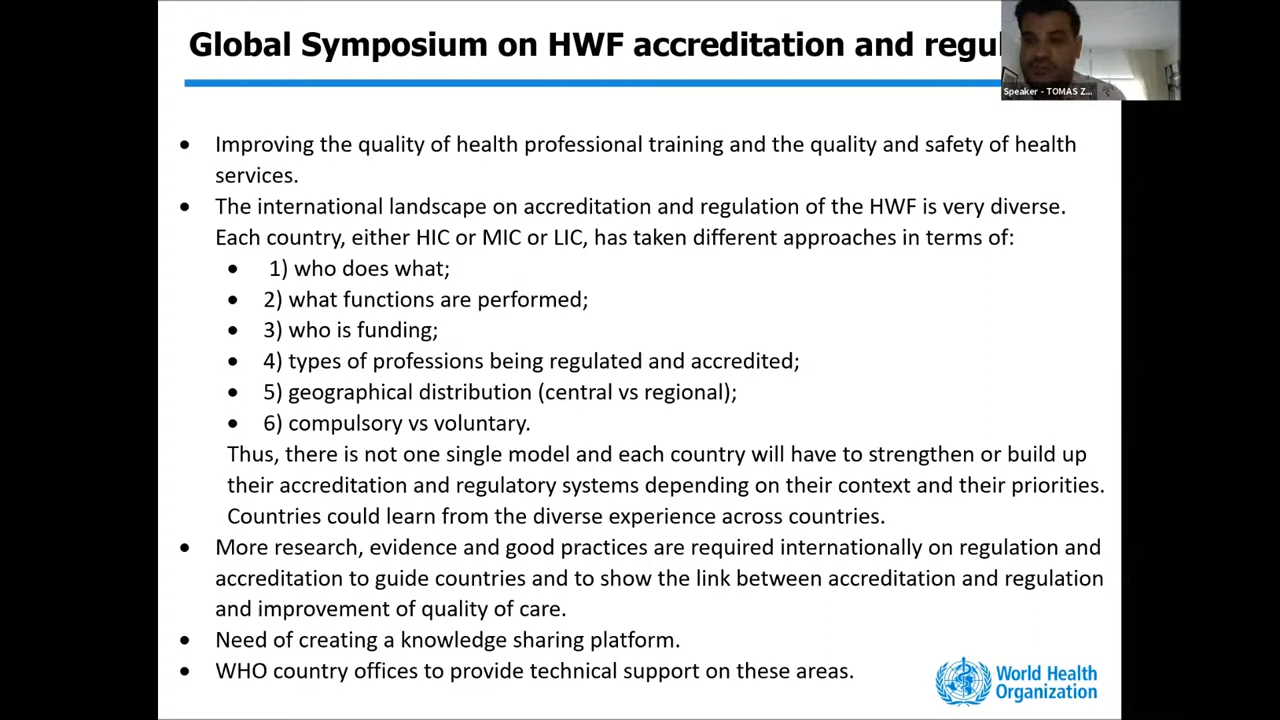 Global Symposium on HWF accreditation and regu
Speaker - TOMAS Z...
• Improving the quality of health professional training and the quality and safety of health
services.
• The international landscape on accreditation and regulation of the HWF is very diverse.
Each country, either HIC or MIC or LIC, has taken different approaches in terms of:
• 1) who does what;
• 2) what functions are performed;
• 3) who is funding;
• 4) types of professions being regulated and accredited;
• 5) geographical distribution (central vs regional);
• 6) compulsory vs voluntary.
Thus, there is not one single model and each country will have to strengthen or build up
their accreditation and regulatory systems depending on their context and their priorities.
Countries could learn from the diverse experience across countries.
• More research, evidence and good practices are required internationally on regulation and
accreditation to guide countries and to show the link between accreditation and regulation
and improvement of quality of care.
• Need of creating a knowledge sharing platform.
• WHO country offices to provide technical support on these areas.
World Health
Organization